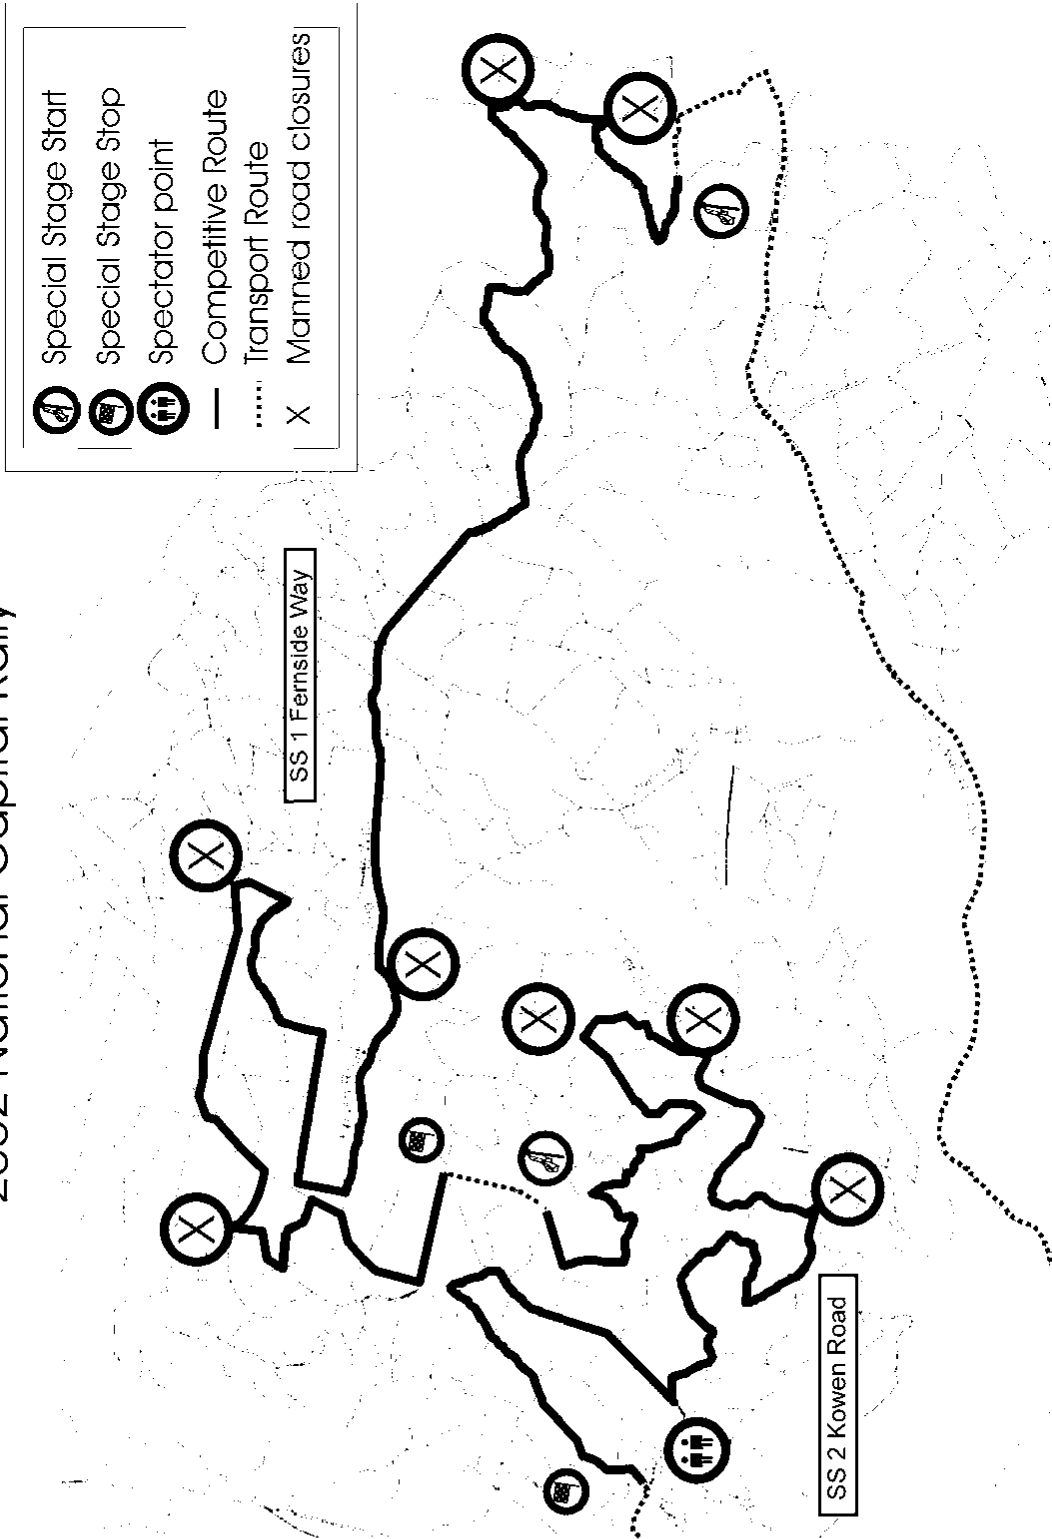 2002 National Capital Rally
Special Stage Start
Special Stage Stop
Spectator point
Competitive Route
Transport Route
X Manned road closures
SS 1 Fernside Way
SS 2 Kowen Road